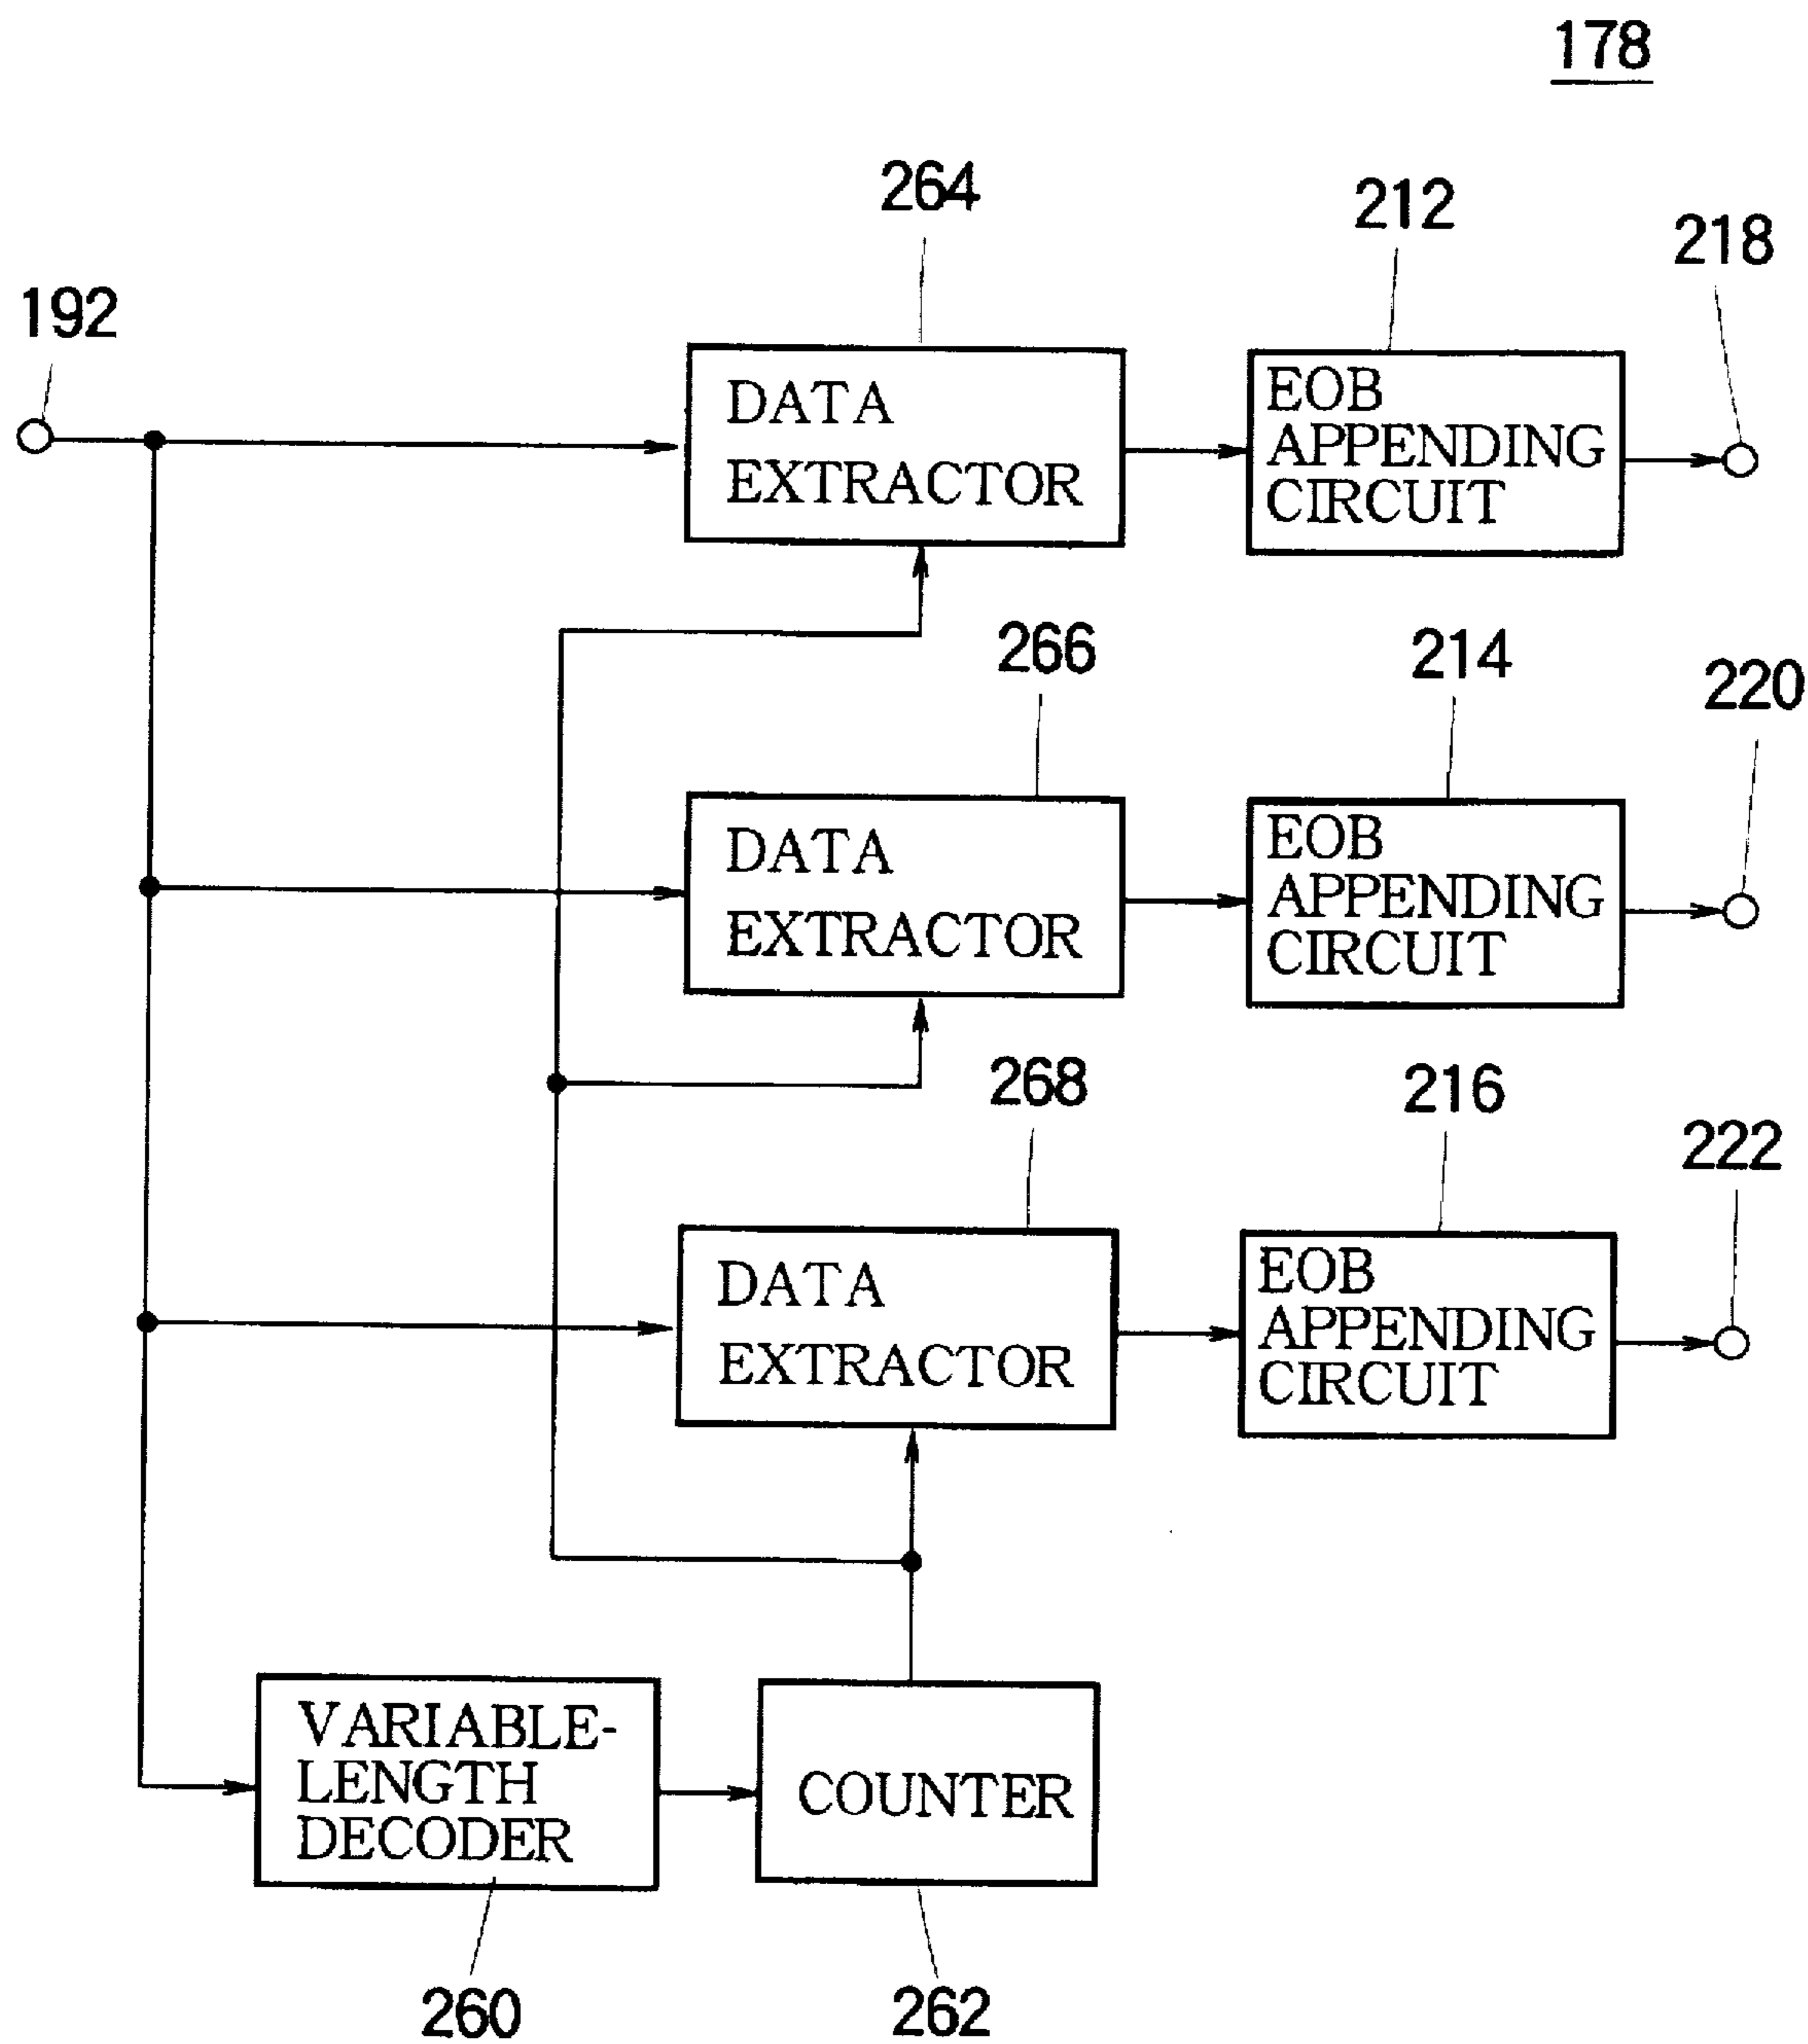 178
264
212
218
192
DATA
EXTRACTOR
EOB
APPENDING
CIRCUIT
266
214
220
DATA
EXTRACTOR
EOB
APPENDING
CIRCUIT
268
216
222
DATA
EXTRACTOR
EOB
APPENDING
CIRCUIT
VARIABLE-
LENGTH
DECODER
COUNTER
260
262